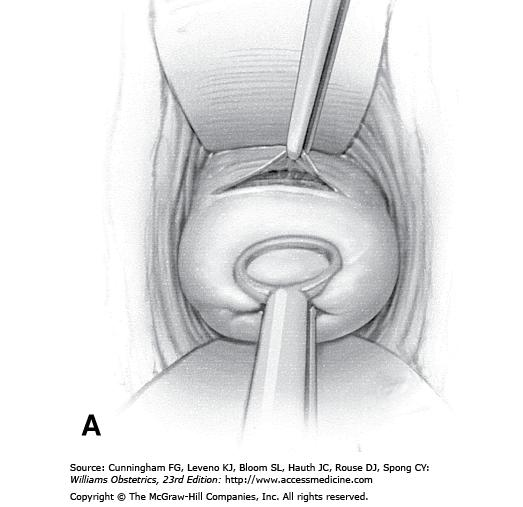 A
Source: Cunningham FG, Leveno KJ, Bloom SL, Hauth JC, Rouse DJ, Spong CY:
Williams Obstetrics, 23rd Edition: http://www.accessmedicine.com
Copyright © The McGraw-Hill Companies, Inc. All rights reserved.